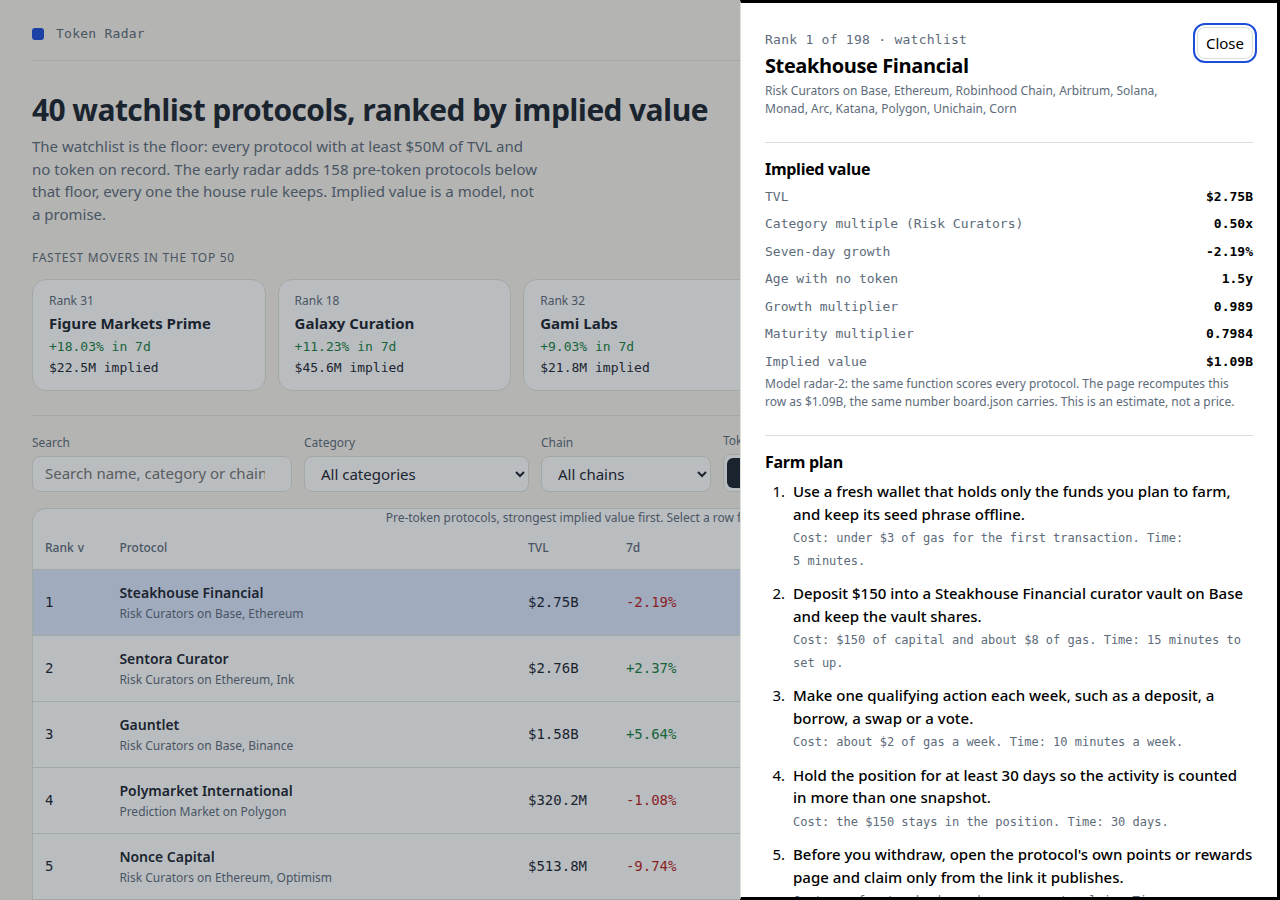 Token Radar
40 watchlist protocols, ranked by implied value
The watchlist is the floor: every protocol with at least $50M of TVL and
no token on record. The early radar adds 158 pre-token protocols below
that floor, every one the house rule keeps. Implied value is a model, not
a promise.
FASTEST MOVERS IN THE TOP 50
Rank 31
Figure Markets Prime
+18.03% in 7d
$22.5M implied
Rank 18
Galaxy Curation
+11.23% in 7d
$45.6M implied
Rank 32
Gami Labs
+9.03% in 7d
$21.8M implied
Search
Search name, category or chain
Category
All categories
Chain
All chains
Tok
Pre-token protocols, strongest implied value first. Select a row f
Rank v Protocol TVL 7d
1 Steakhouse Financial $2.75B -2.19%
Risk Curators on Base, Ethereum
2 Sentora Curator $2.76B +2.37%
Risk Curators on Ethereum, Ink
3 Gauntlet $1.58B +5.64%
Risk Curators on Base, Binance
4 Polymarket International $320.2M -1.08%
Prediction Market on Polygon
5 Nonce Capital $513.8M -9.74%
Risk Curators on Ethereum, Optimism
Rank 1 of 198 · watchlist
Close
Steakhouse Financial
Risk Curators on Base, Ethereum, Robinhood Chain, Arbitrum, Solana,
Monad, Arc, Katana, Polygon, Unichain, Corn
Implied value
TVL $2.75B
Category multiple (Risk Curators) 0.50x
Seven-day growth -2.19%
Age with no token 1.5y
Growth multiplier 0.989
Maturity multiplier 0.7984
Implied value $1.09B
Model radar-2: the same function scores every protocol. The page recomputes this
row as $1.09B, the same number board.json carries. This is an estimate, not a price.
Farm plan
1. Use a fresh wallet that holds only the funds you plan to farm,
and keep its seed phrase offline.
Cost: under $3 of gas for the first transaction. Time:
5 minutes.
2. Deposit $150 into a Steakhouse Financial curator vault on Base
and keep the vault shares.
Cost: $150 of capital and about $8 of gas. Time: 15 minutes to
set up.
3. Make one qualifying action each week, such as a deposit, a
borrow, a swap or a vote.
Cost: about $2 of gas a week. Time: 10 minutes a week.
4. Hold the position for at least 30 days so the activity is counted
in more than one snapshot.
Cost: the $150 stays in the position. Time: 30 days.
5. Before you withdraw, open the protocol's own points or rewards
page and claim only from the link it publishes.